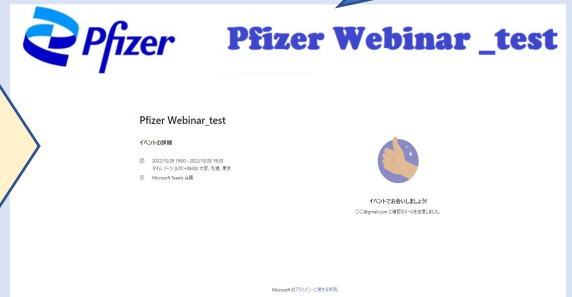 Pfizer
Pfizer Webinar _test
Pfizer Webinar_test
イベントの詳細
2022/10/28 19:00 - 2022/10/28 19:30
タイム ゾーン (UTC+09:00) 大阪、札幌、東京
Microsoft Teams 会議
イベントでお会いしましょう!
〇〇@gmail.com に確認のメールを送信しました。
Microsoft のプライバシーに関する声明。